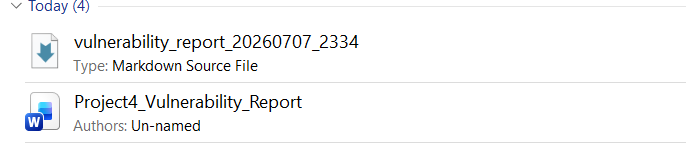 Today (4)
vulnerability_report_20260707_2334
Type: Markdown Source File
Project4_Vulnerability_Report
W
Authors: Un-named